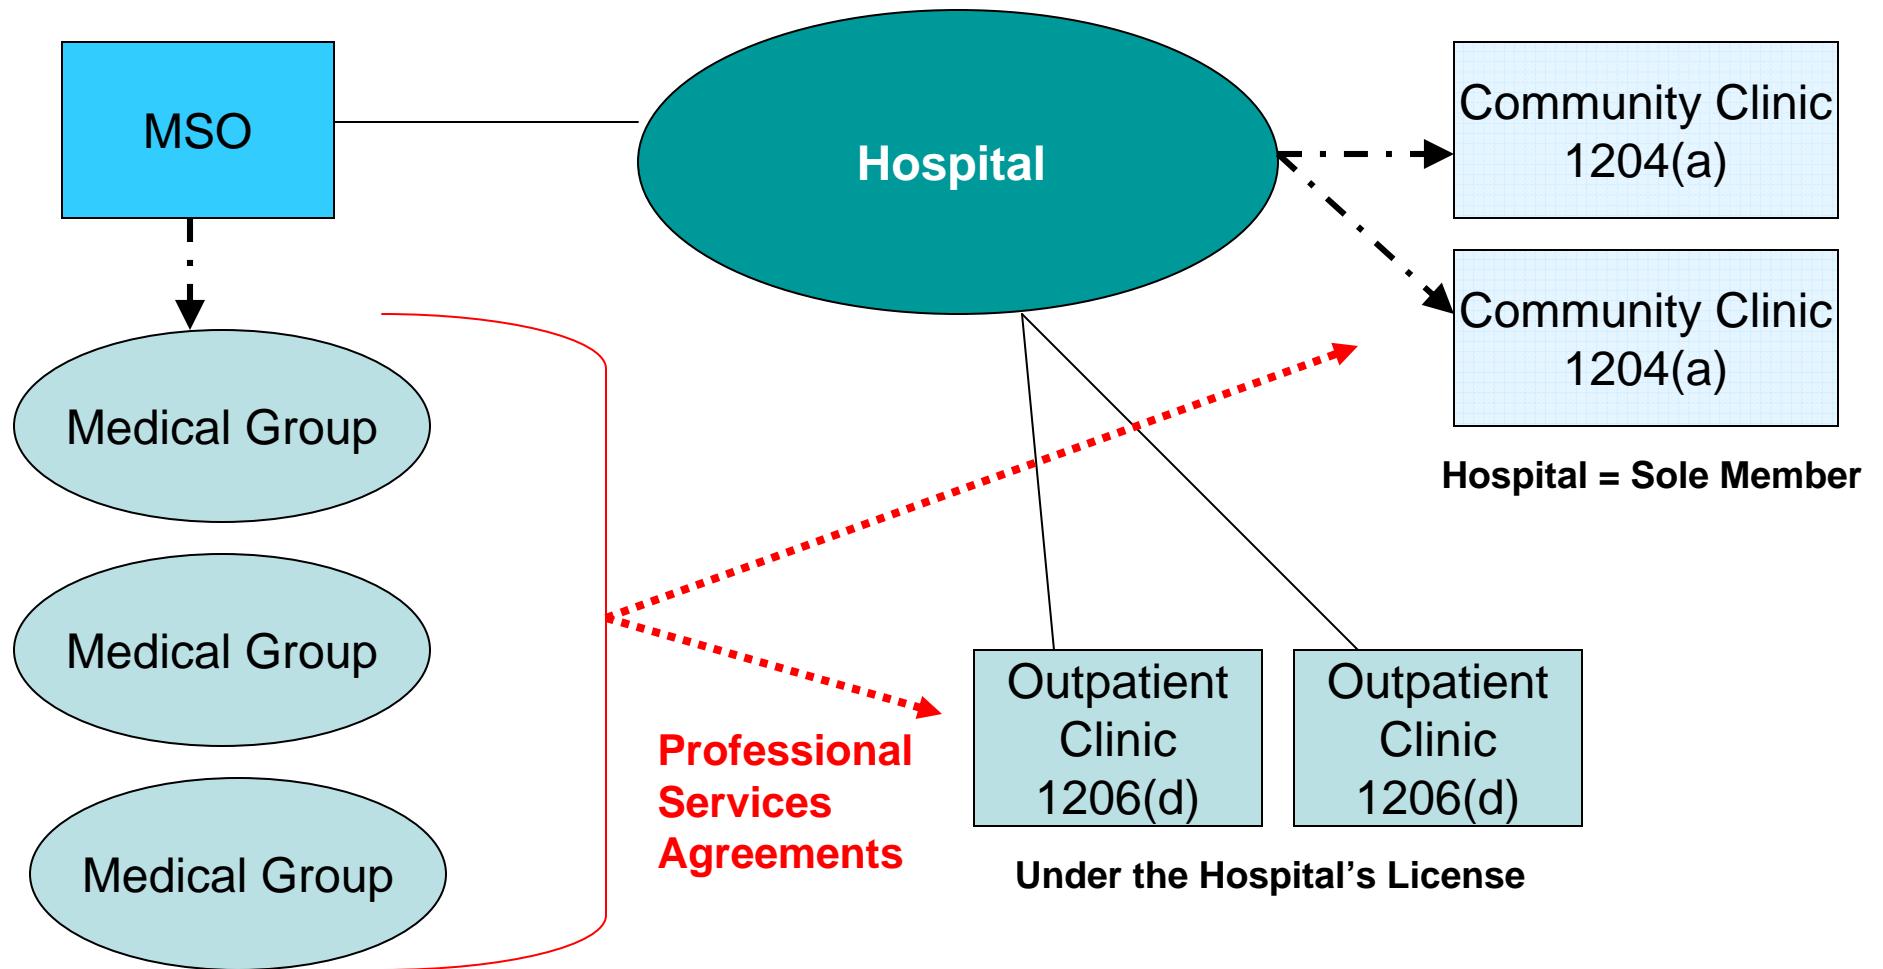 MSO
Hospital
Community Clinic
1204(a)
Community Clinic
1204(a)
Hospital = Sole Member
Medical Group
Medical Group
Medical Group
Professional
Services
Agreements
Outpatient
Clinic
1206(d)
Outpatient
Clinic
1206(d)
Under the Hospital’s License